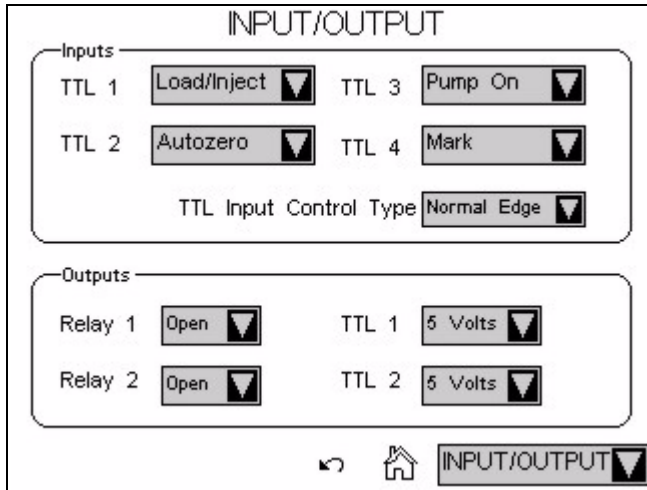 INPUT/OUTPUT
Inputs
TTL 1 Load/Inject TTL 3 Pump On
TTL 2 Autozero TTL 4 Mark
TTL Input Control Type Normal Edge
Outputs
Relay 1 Open TTL 1 5 Volts
Relay 2 Open TTL 2 5 Volts
INPUT/OUTPUT